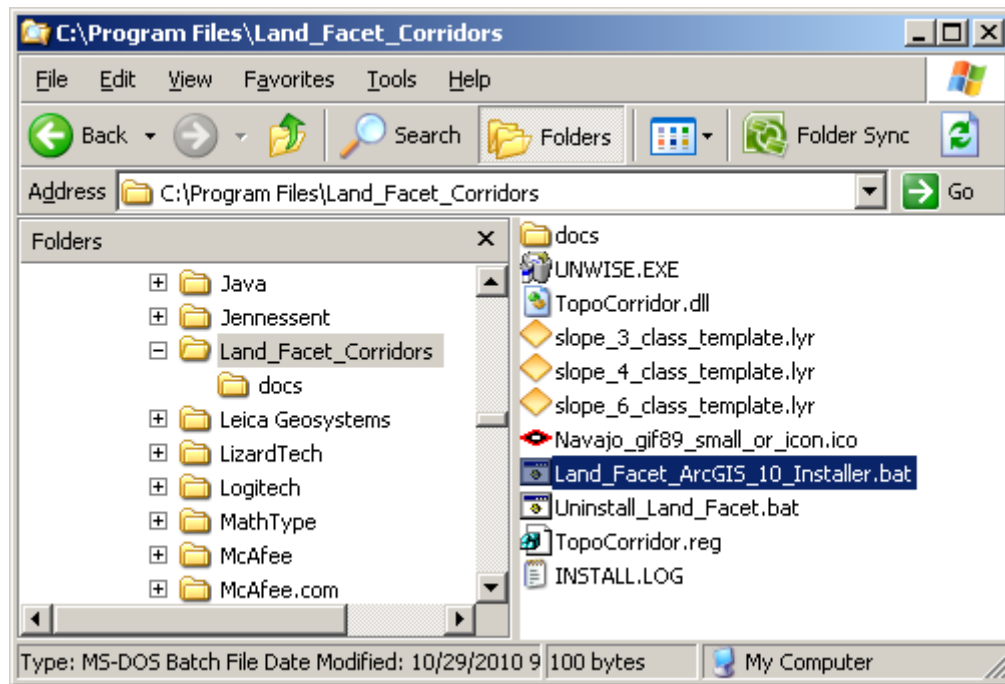 C:\Program Files\Land_Facet_Corridors
File Edit View Favorites Tools Help
Back Search Folders Folder Sync
Address C:\Program Files\Land_Facet_Corridors Go
Folders
Java
Jennessent
Land_Facet_Corridors
docs
Leica Geosystems
LizardTech
Logitech
MathType
McAfee
McAfee.com
docs
UNWISE.EXE
TopoCorridor.dll
slope_3_class_template.lyr
slope_4_class_template.lyr
slope_6_class_template.lyr
Navajo_gif89_small_or_icon.ico
Land_Facet_ArcGIS_10_Installer.bat
Uninstall_Land_Facet.bat
TopoCorridor.reg
INSTALL.LOG
Type: MS-DOS Batch File Date Modified: 10/29/2010 9 100 bytes My Computer